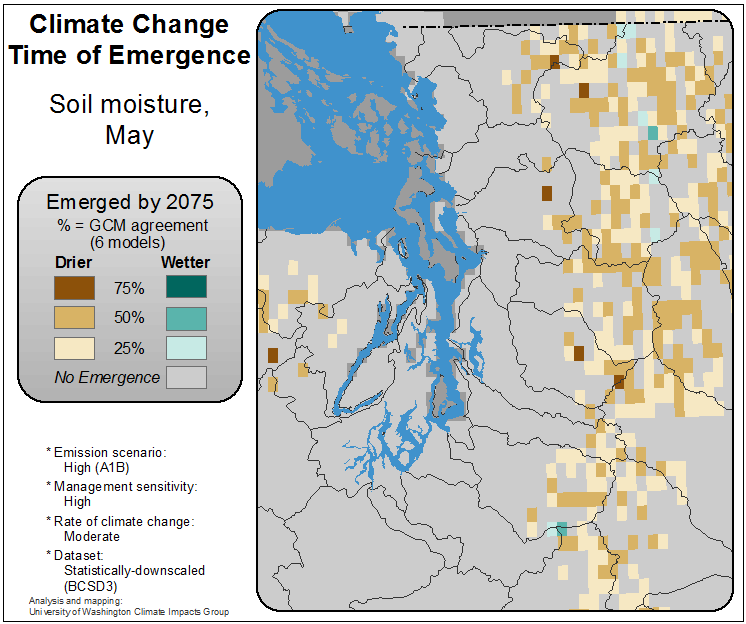 Climate Change
Time of Emergence
Soil moisture,
May
Emerged by 2075
% = GCM agreement
(6 models)
Drier Wetter
75%
50%
25%
No Emergence
* Emission scenario:
High (A1B)
* Management sensitivity:
High
* Rate of climate change:
Moderate
* Dataset:
Statistically-downscaled
(BCSD3)
Analysis and mapping:
University of Washington Climate Impacts Group